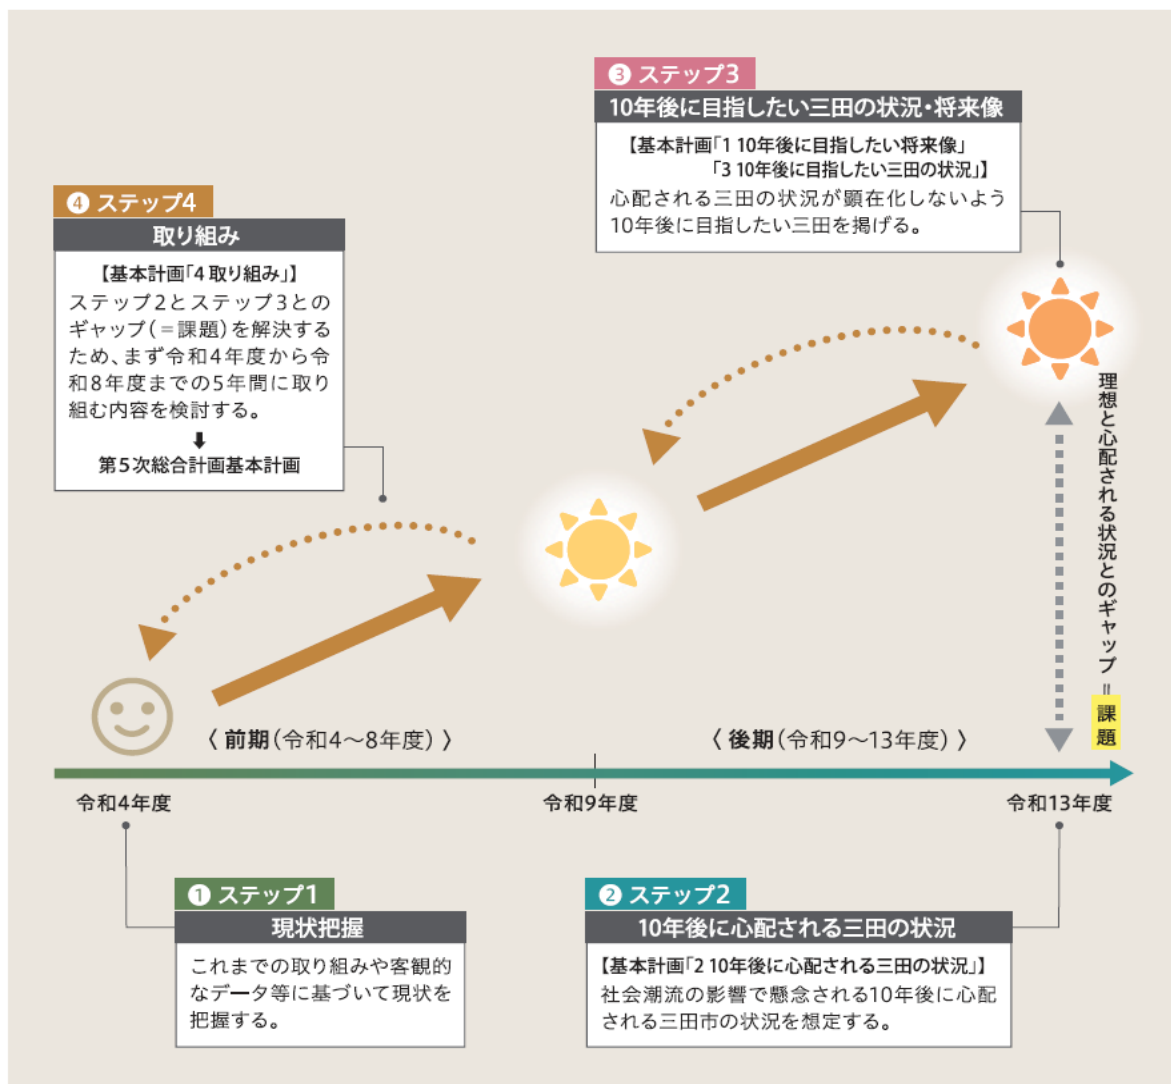 ❸ ステップ3
10年後に目指したい三田の状況・将来像
【基本計画「1 10年後に目指したい将来像」
「3 10年後に目指したい三田の状況」】
心配される三田の状況が顕在化しないよう
10年後に目指したい三田を掲げる。
❹ ステップ4
取り組み
【基本計画「4 取り組み」】
ステップ2とステップ3との
ギャップ(=課題)を解決する
ため、まず令和4年度から令
和8年度までの5年間に取り
組む内容を検討する。
⬇
第5次総合計画基本計画
理想と心配される状況とのギャップ=課題
〈 前期(令和4〜8年度) 〉
〈 後期(令和9〜13年度) 〉
令和4年度
令和9年度
令和13年度
❶ ステップ1
現状把握
これまでの取り組みや客観的
なデータ等に基づいて現状を
把握する。
❷ ステップ2
10年後に心配される三田の状況
【基本計画「2 10年後に心配される三田の状況」】
社会潮流の影響で懸念される10年後に心配
される三田市の状況を想定する。